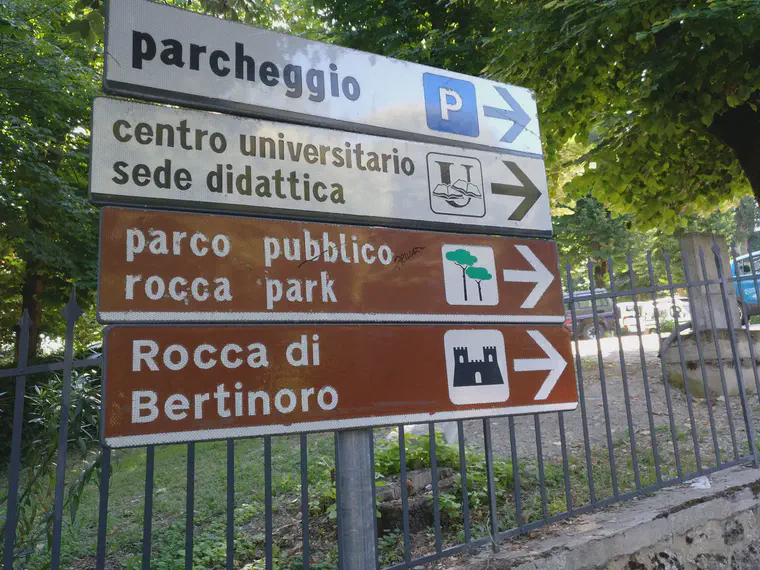 parcheggio P
centro universitario
sede didattica
U
parco pubblico
rocca park
Rocca di
Bertinoro